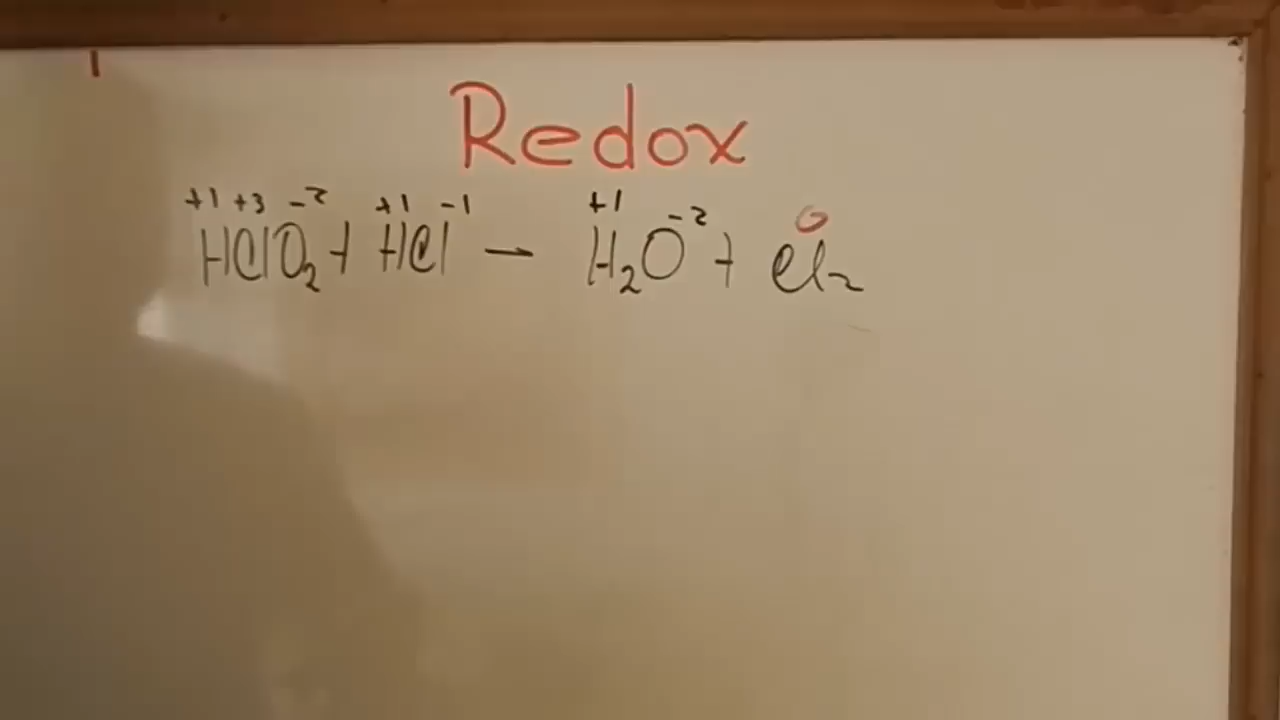 Redox
+1 +3 -2 +1 -1 +1 -2 0
HClO₂ + HCl — H₂O + Cl₂